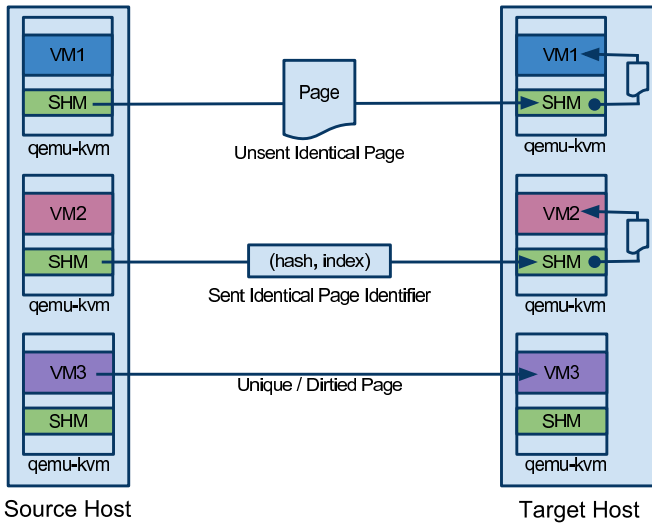 VM1
SHM
qemu-kvm
Page
Unsent Identical Page
VM1
SHM
qemu-kvm
VM2
SHM
qemu-kvm
(hash, index)
Sent Identical Page Identifier
VM2
SHM
qemu-kvm
VM3
SHM
qemu-kvm
Unique / Dirtied Page
VM3
SHM
qemu-kvm
Source Host
Target Host